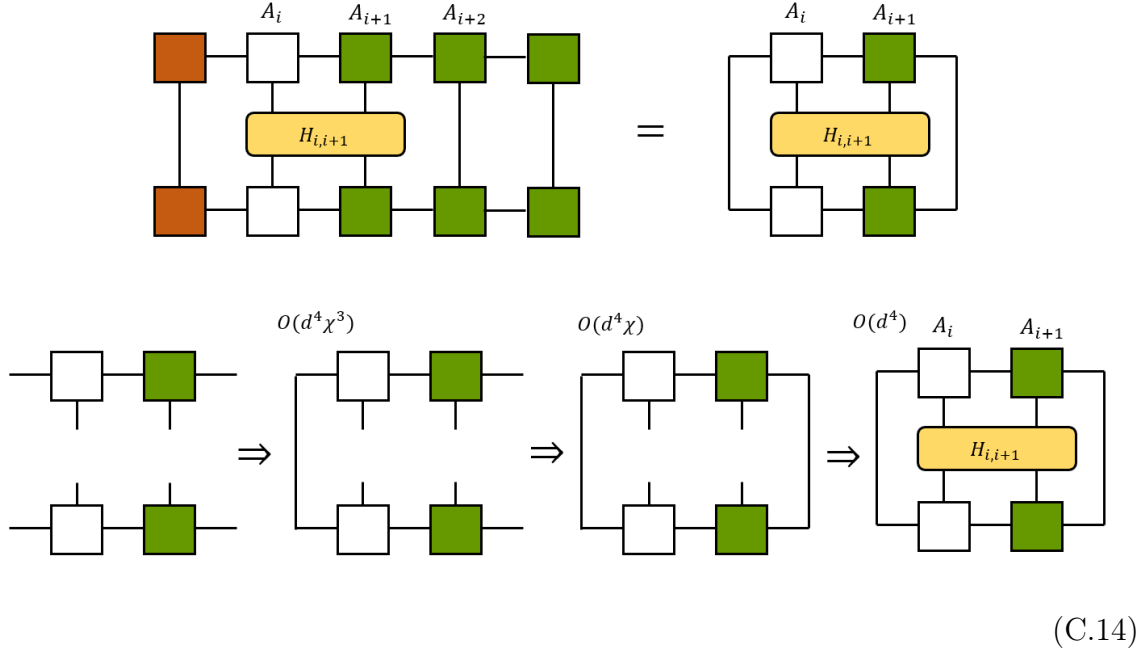 A_i A_{i+1} A_{i+2} A_i A_{i+1}
H_{i,i+1} = H_{i,i+1}
O(d^4χ^3) O(d^4χ) O(d^4) A_i A_{i+1}
⇒ ⇒ ⇒ H_{i,i+1}
(C.14)